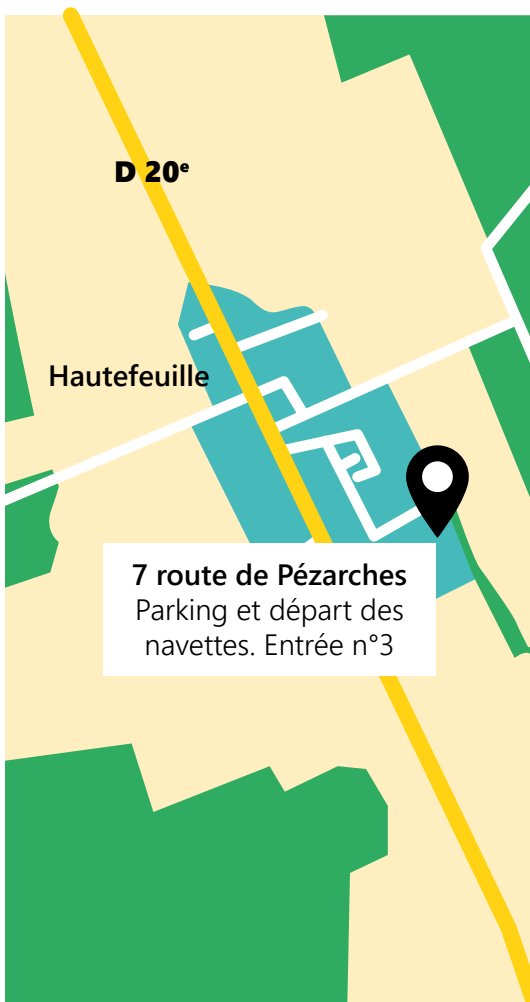 D 20ᵉ
Hautefeuille
7 route de Pézarches
Parking et départ des
navettes. Entrée n°3